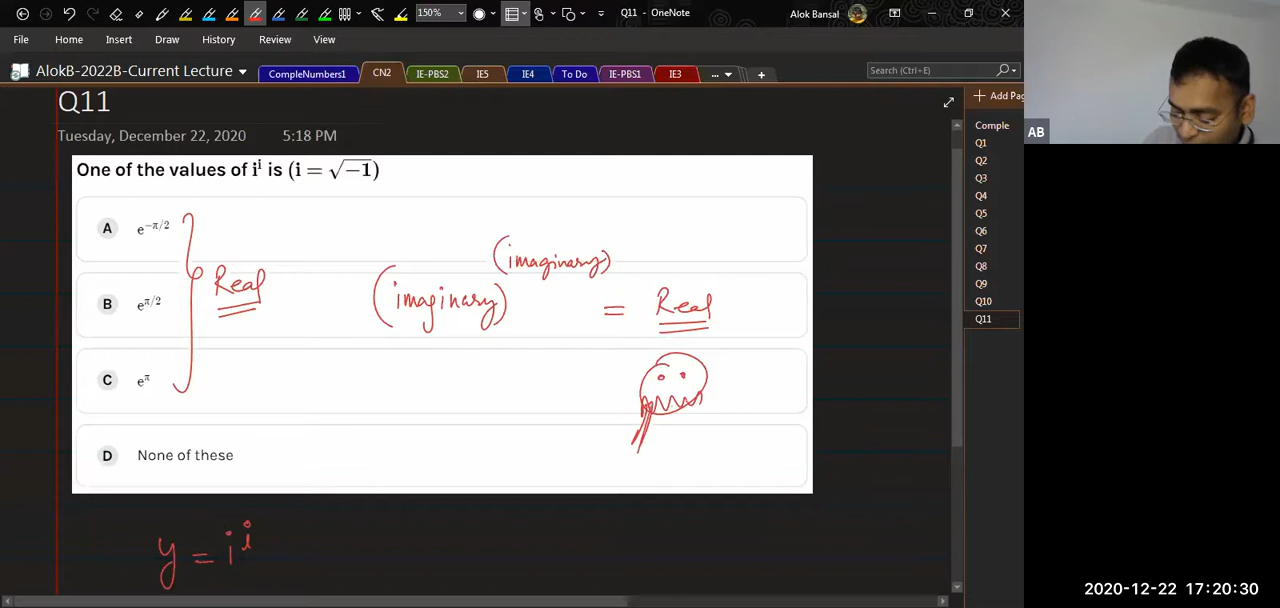 150%
Q11 - OneNote
Alok Bansal
File Home Insert Draw History Review View
AlokB-2022B-Current Lecture
CompleNumbers1 CN2 IE-PBS2 IE5 IE4 To Do IE-PBS1 IE3 ... +
Search (Ctrl+E)
Q11
Add Pag
Tuesday, December 22, 2020 5:18 PM
AB
Comple
Q1
Q2
Q3
Q4
Q5
Q6
Q7
Q8
Q9
Q10
Q11
One of the values of i^i is (i = √−1)
A e^−π/2
B e^π/2
C e^π
D None of these
Real
(imaginary)^(imaginary) = Real
y = i^i
2020-12-22 17:20:30